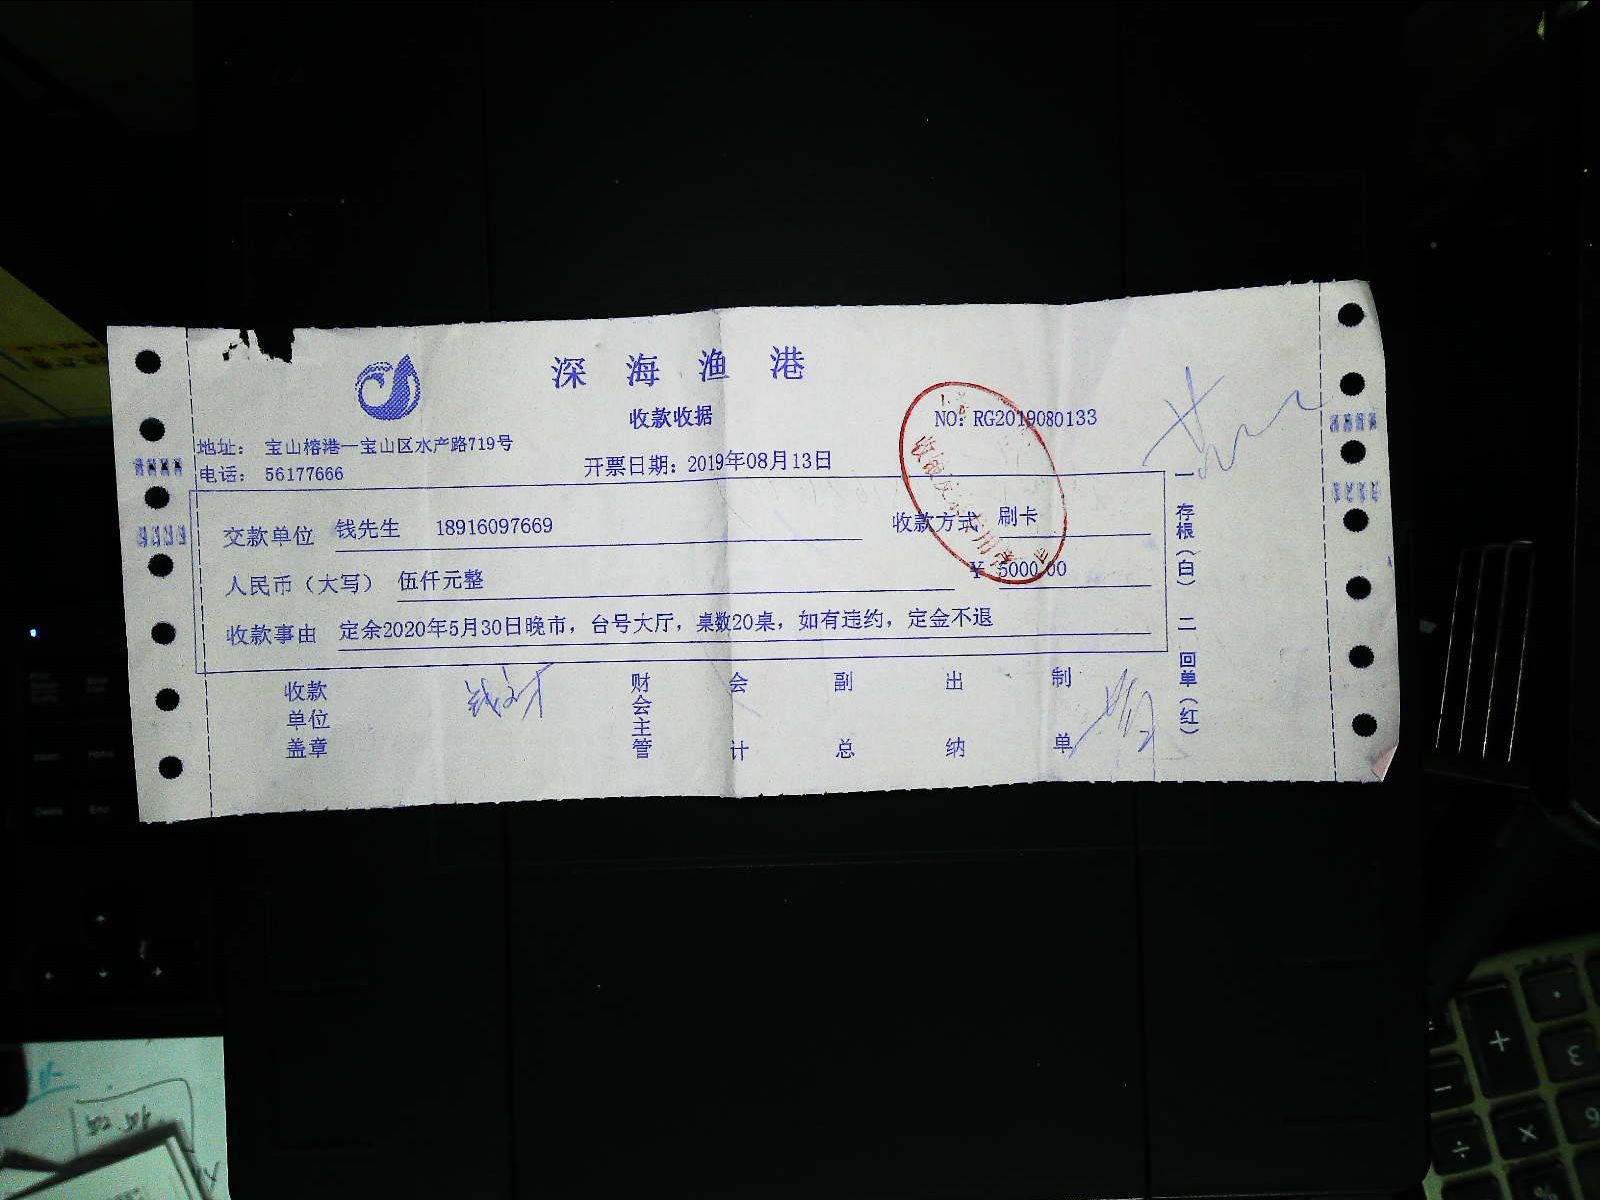 深海渔港
收款收据
NO：RG2019080133
地址： 宝山榕港一宝山区水产路719号
电话： 56177666
开票日期：2019年08月13日
交款单位 钱先生 18916097669 收款方式 刷卡
人民币（大写） 伍仟元整 ￥ 5000.00
收款事由 定余2020年5月30日晚市，台号大厅，桌数20桌，如有违约，定金不退
收款单位盖章 财会主管 会计 副总 出纳 制单
一 存根（白） 二 回单（红）